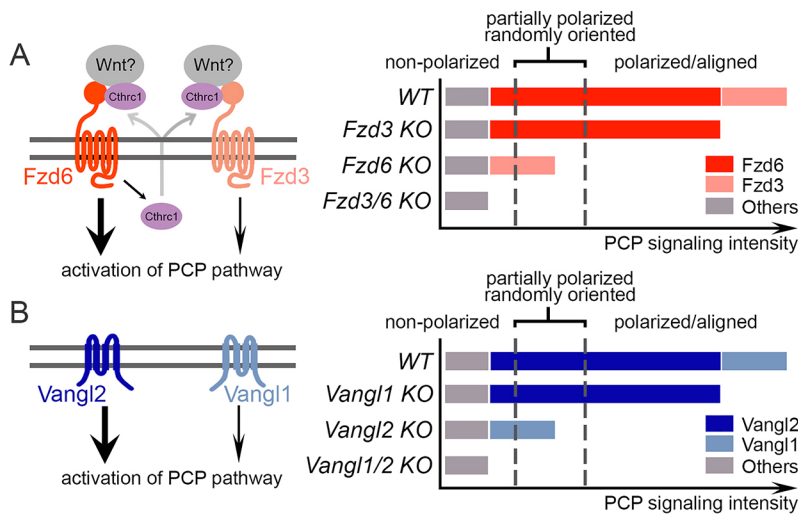 A
Wnt?
Wnt?
Cthrc1
Cthrc1
Fzd6
Fzd3
Cthrc1
activation of PCP pathway
partially polarized
randomly oriented
non-polarized
polarized/aligned
WT
Fzd3 KO
Fzd6 KO
Fzd3/6 KO
Fzd6
Fzd3
Others
PCP signaling intensity
B
Vangl2
Vangl1
activation of PCP pathway
partially polarized
randomly oriented
non-polarized
polarized/aligned
WT
Vangl1 KO
Vangl2 KO
Vangl1/2 KO
Vangl2
Vangl1
Others
PCP signaling intensity